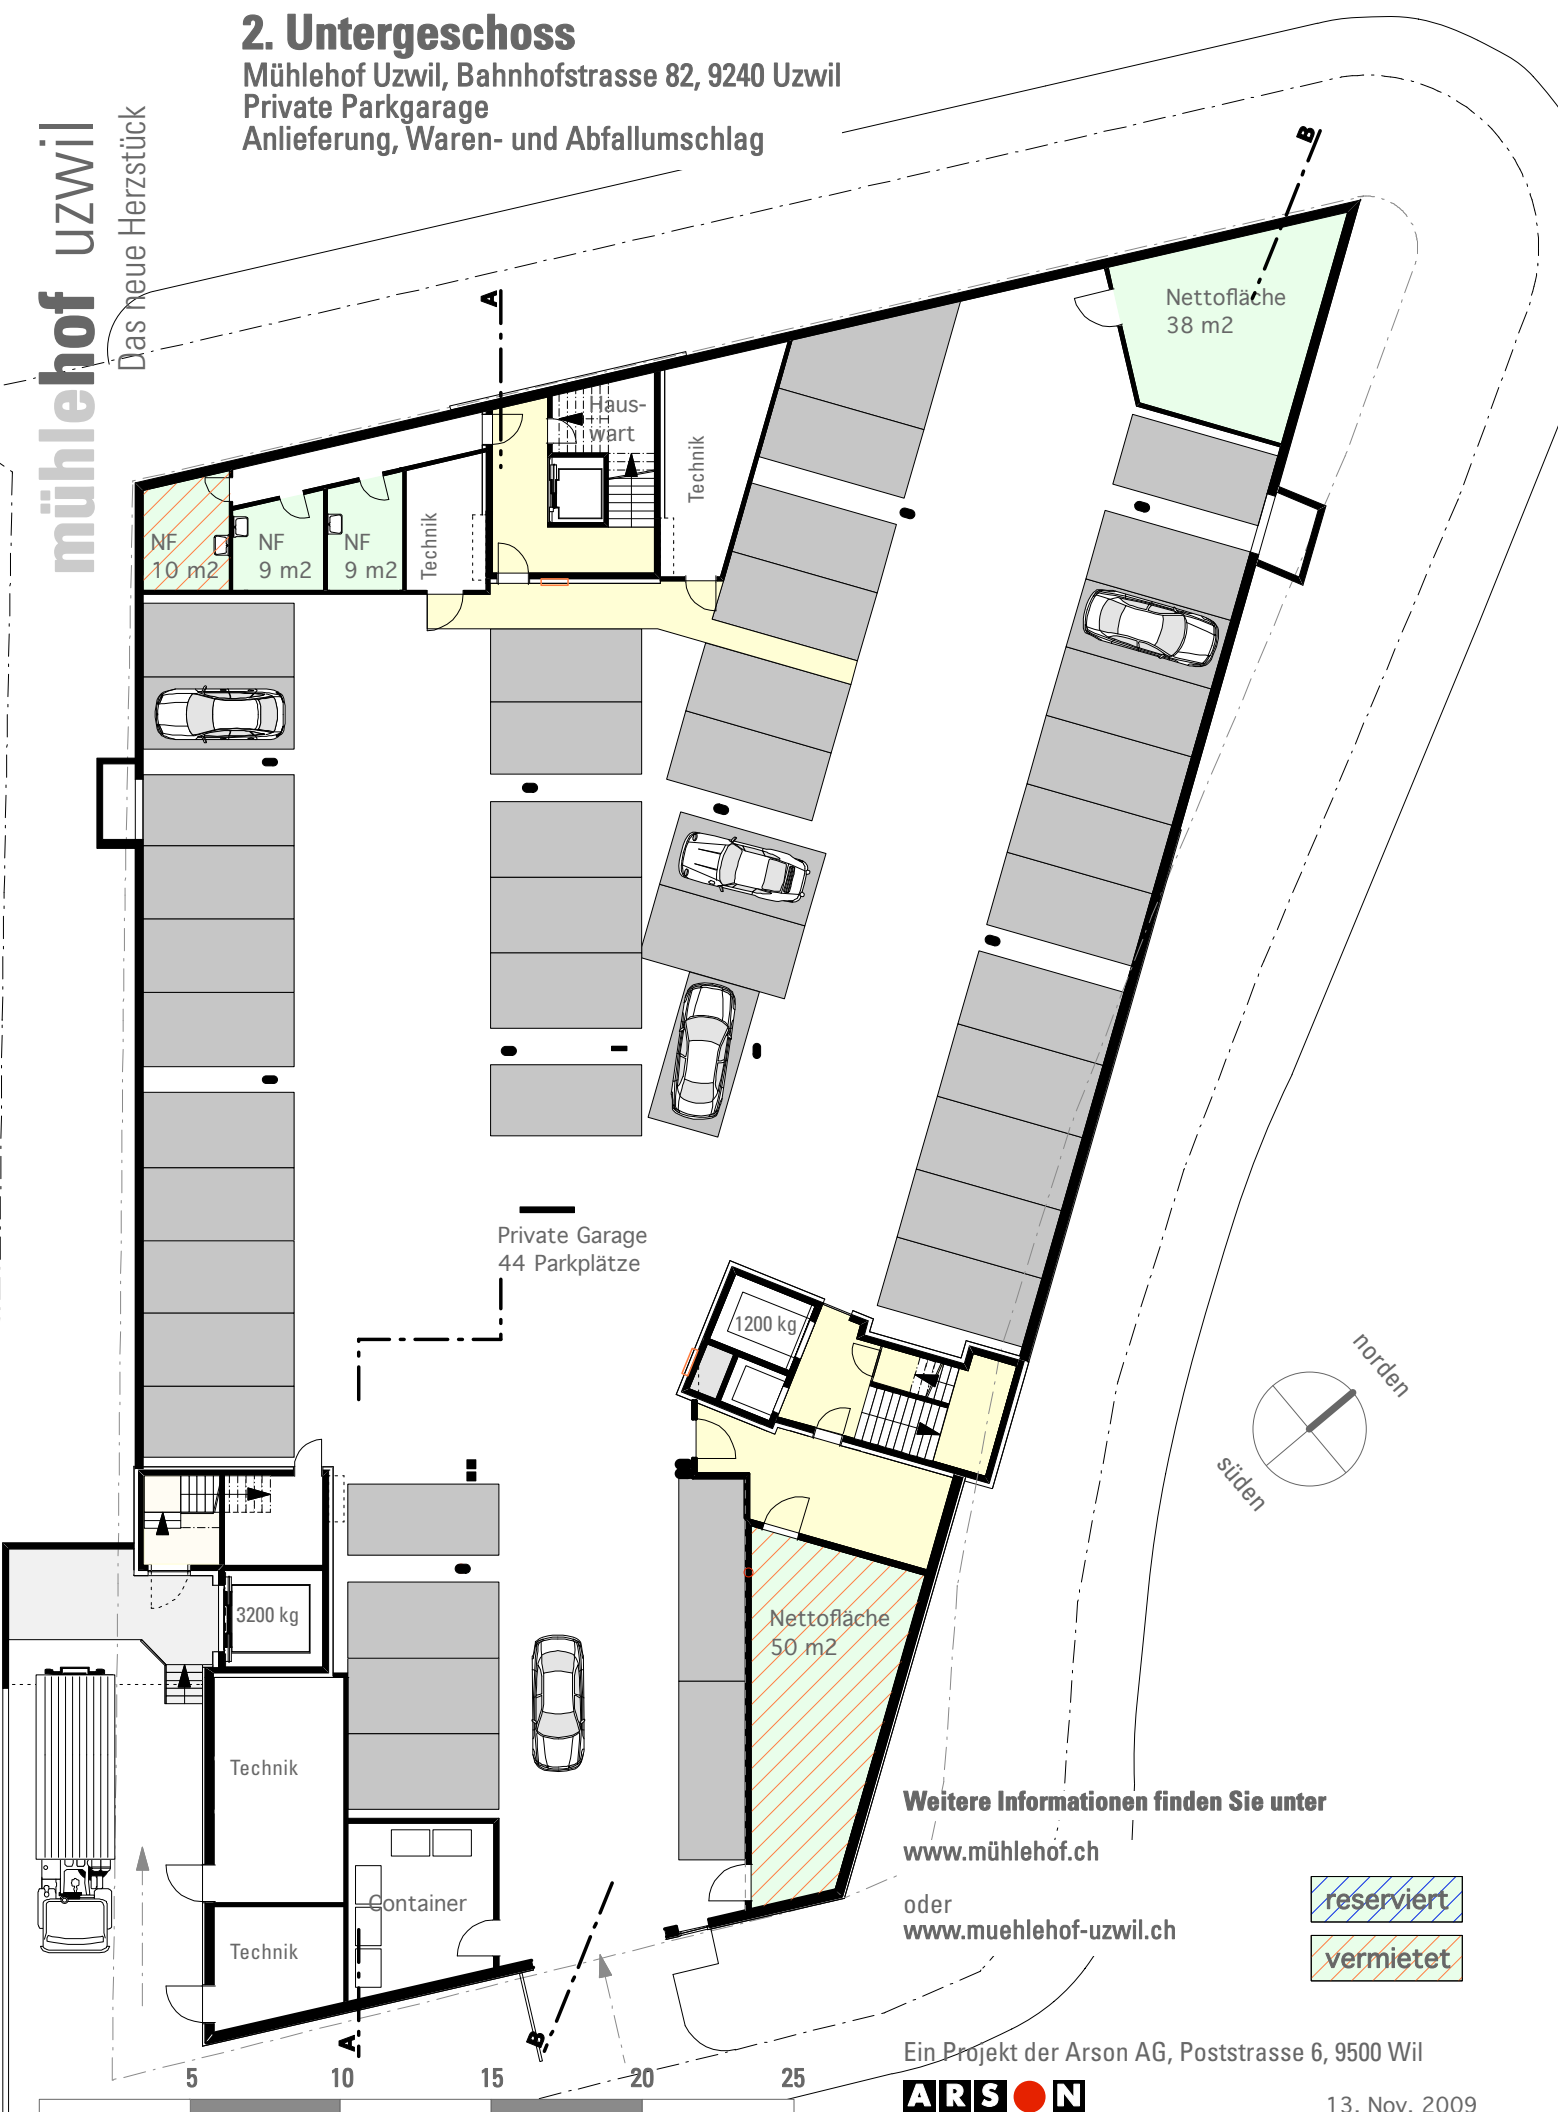 2. Untergeschoss
Mühlehof Uzwil, Bahnhofstrasse 82, 9240 Uzwil
Private Parkgarage
Anlieferung, Waren- und Abfallumschlag
mühlehof uzwil
Das neue Herzstück
B
A
Nettofläche
38 m2
Haus-
wart
Technik
Technik
NF
10 m2
NF
9 m2
NF
9 m2
Private Garage
44 Parkplätze
1200 kg
norden
süden
3200 kg
Nettofläche
50 m2
Technik
Container
Technik
A
B
Weitere Informationen finden Sie unter
www.mühlehof.ch
oder
www.muehlehof-uzwil.ch
reserviert
vermietet
Ein Projekt der Arson AG, Poststrasse 6, 9500 Wil
5 10 15 20 25
ARSON
13. Nov. 2009